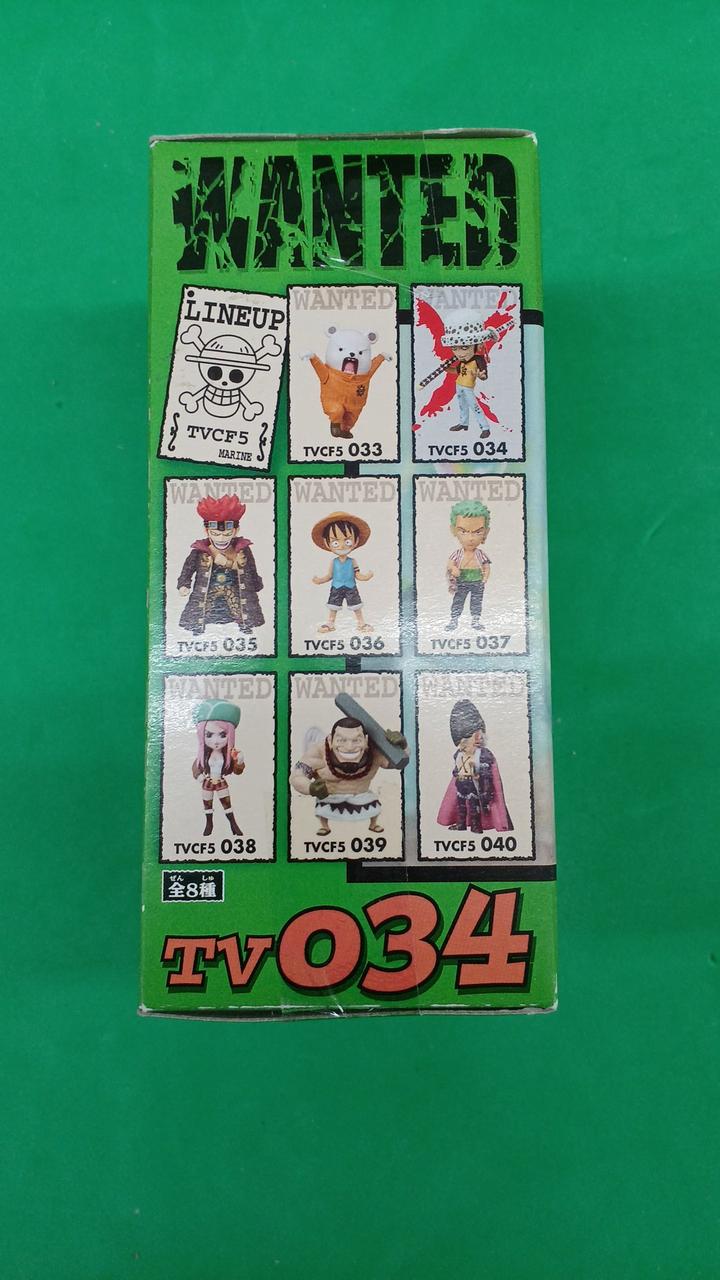 WANTED
LINEUP
TVCF5
MARINE
WANTED
TVCF5 033
WANTED
TVCF5 034
WANTED
TVCF5 035
WANTED
TVCF5 036
WANTED
TVCF5 037
WANTED
TVCF5 038
WANTED
TVCF5 039
WANTED
TVCF5 040
ぜん しゅ
全8種
TV034